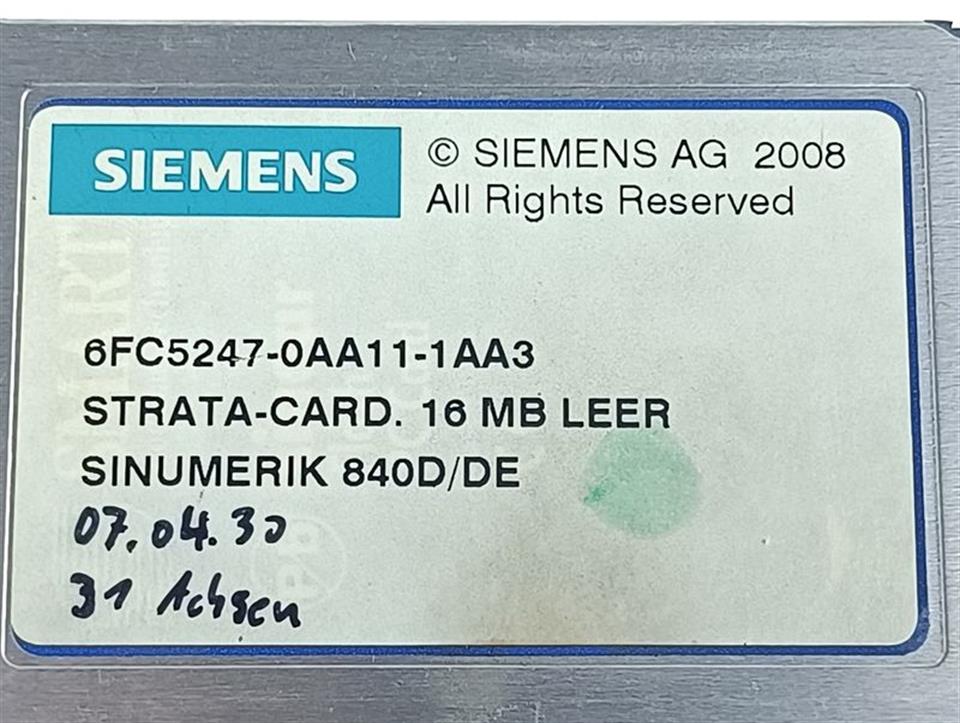 SIEMENS
© SIEMENS AG 2008
All Rights Reserved
6FC5247-0AA11-1AA3
STRATA-CARD. 16 MB LEER
SINUMERIK 840D/DE
07.04.30
31 Achsen